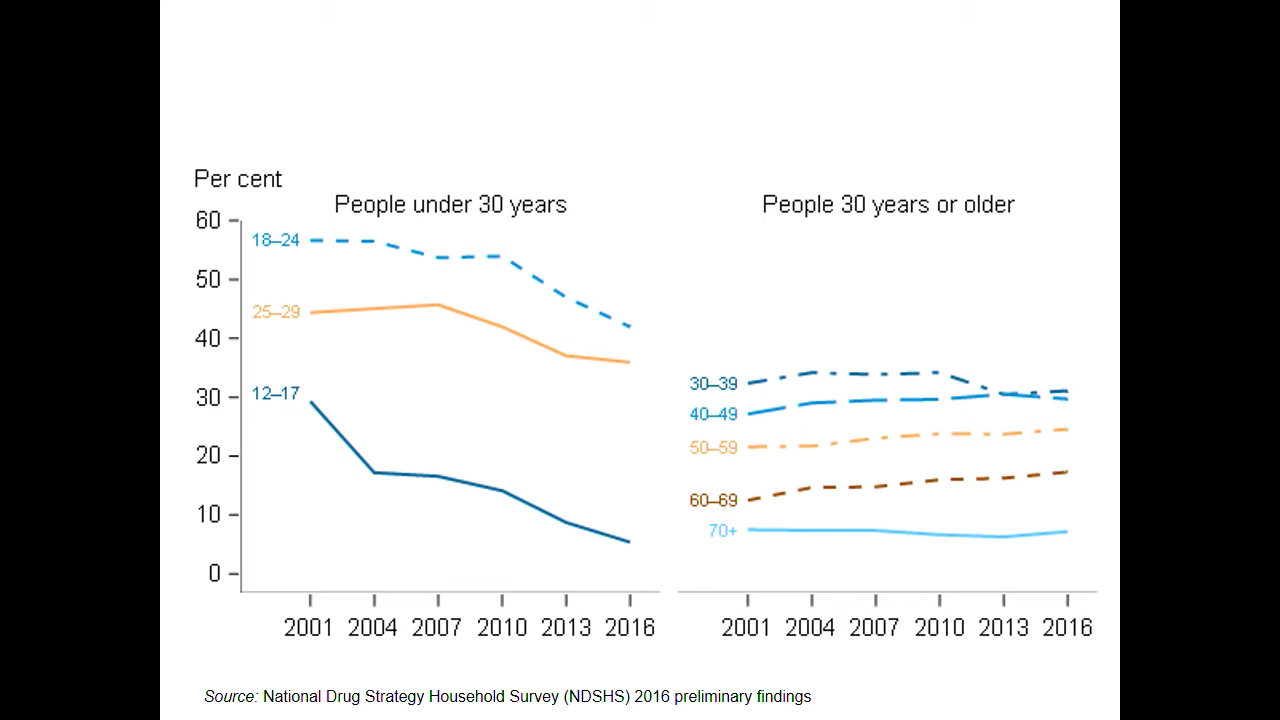 Per cent
People under 30 years
People 30 years or older
60
50
40
30
20
10
0
18–24
25–29
12–17
30–39
40–49
50–59
60–69
70+
2001 2004 2007 2010 2013 2016
2001 2004 2007 2010 2013 2016
Source: National Drug Strategy Household Survey (NDSHS) 2016 preliminary findings